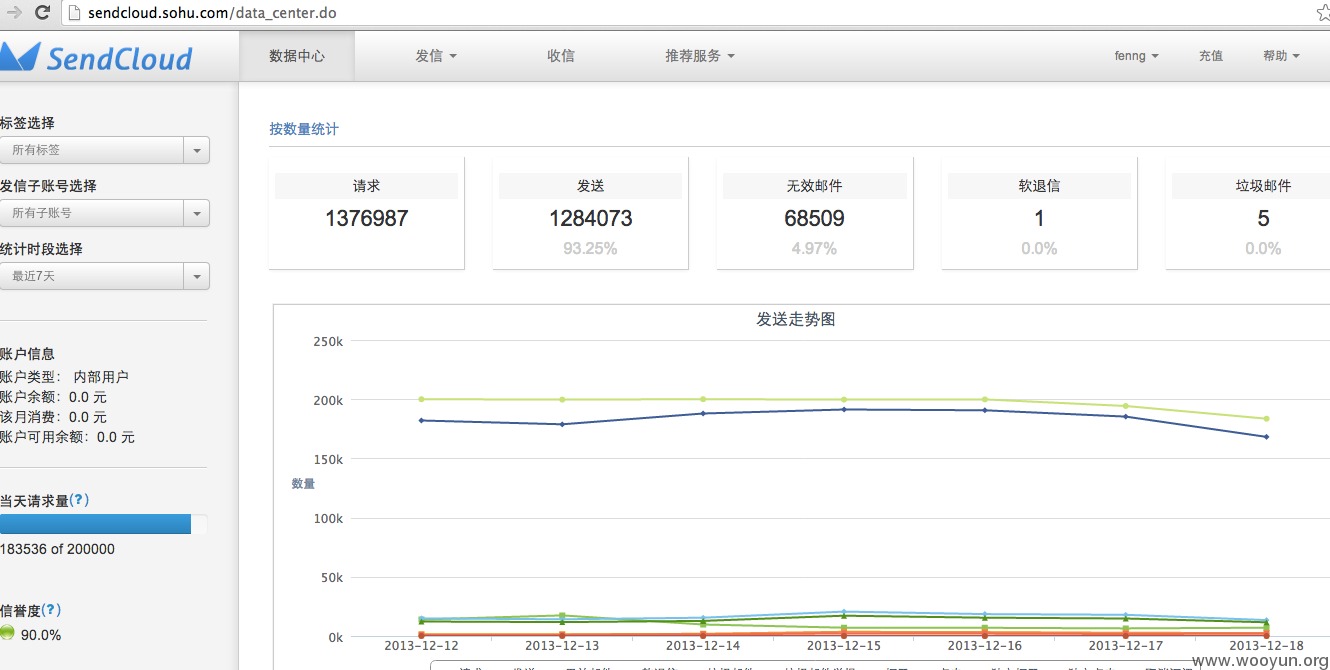 sendcloud.sohu.com/data_center.do
SendCloud
数据中心
发信
收信
推荐服务
fenng
充值
帮助
标签选择
所有标签
发信子账号选择
所有子账号
统计时段选择
最近7天
账户信息
账户类型： 内部用户
账户余额：0.0 元
该月消费：0.0 元
账户可用余额：0.0 元
当天请求量(?)
183536 of 200000
信誉度(?)
90.0%
按数量统计
请求
1376987
发送
1284073
93.25%
无效邮件
68509
4.97%
软退信
1
0.0%
垃圾邮件
5
0.0%
发送走势图
250k
200k
150k
数量
100k
50k
0k
2013-12-12
2013-12-13
2013-12-14
2013-12-15
2013-12-16
2013-12-17
2013-12-18
www.wooyun.org